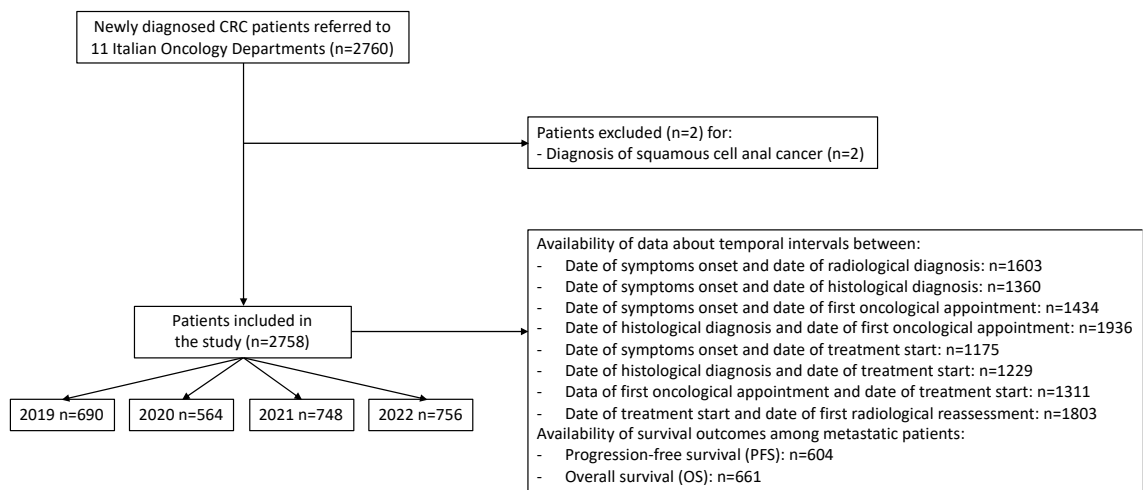 Newly diagnosed CRC patients referred to
11 Italian Oncology Departments (n=2760)
Patients excluded (n=2) for:
- Diagnosis of squamous cell anal cancer (n=2)
Patients included in
the study (n=2758)
Availability of data about temporal intervals between:
- Date of symptoms onset and date of radiological diagnosis: n=1603
- Date of symptoms onset and date of histological diagnosis: n=1360
- Date of symptoms onset and date of first oncological appointment: n=1434
- Date of histological diagnosis and date of first oncological appointment: n=1936
- Date of symptoms onset and date of treatment start: n=1175
- Date of histological diagnosis and date of treatment start: n=1229
- Data of first oncological appointment and date of treatment start: n=1311
- Date of treatment start and date of first radiological reassessment: n=1803
Availability of survival outcomes among metastatic patients:
- Progression-free survival (PFS): n=604
- Overall survival (OS): n=661
2019 n=690
2020 n=564
2021 n=748
2022 n=756